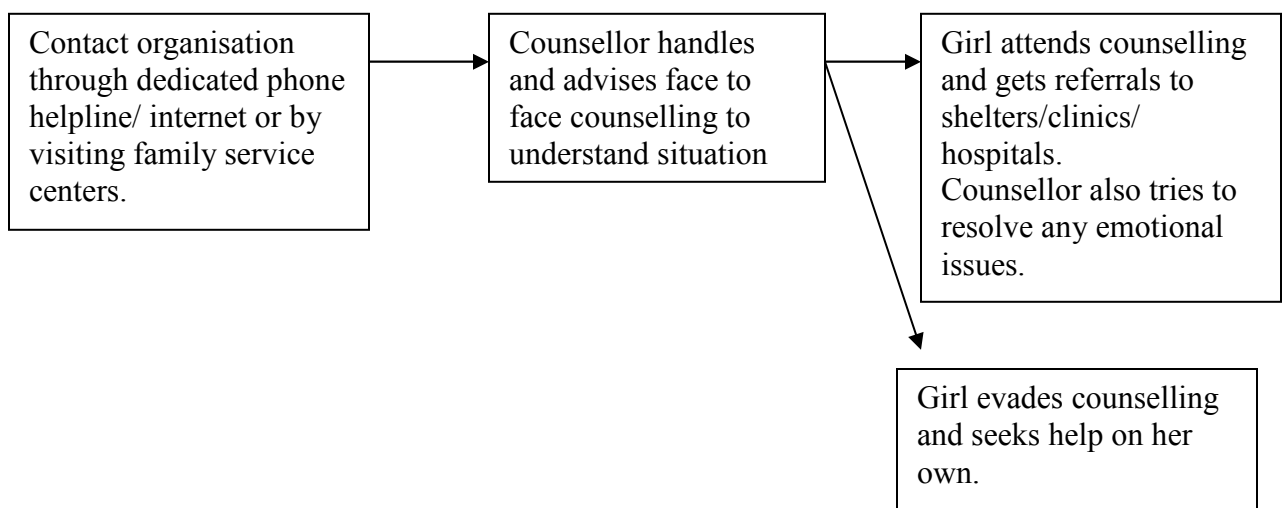 Contact organisation
through dedicated phone
helpline/ internet or by
visiting family service
centers.
Counsellor handles
and advises face to
face counselling to
understand situation
Girl attends counselling
and gets referrals to
shelters/clinics/
hospitals.
Counsellor also tries to
resolve any emotional
issues.
Girl evades counselling
and seeks help on her
own.